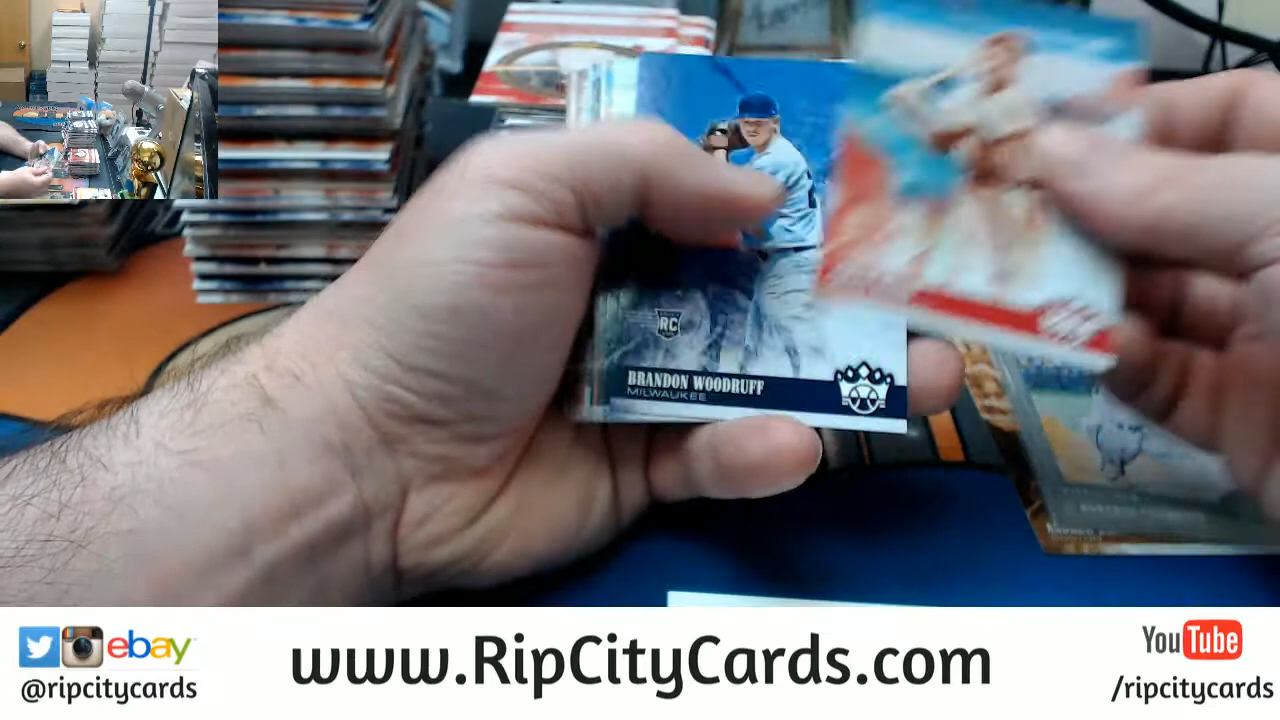 RC
BRANDON WOODRUFF
MILWAUKEE
ebay
@ripcitycards
www.RipCityCards.com
YouTube
/ripcitycards